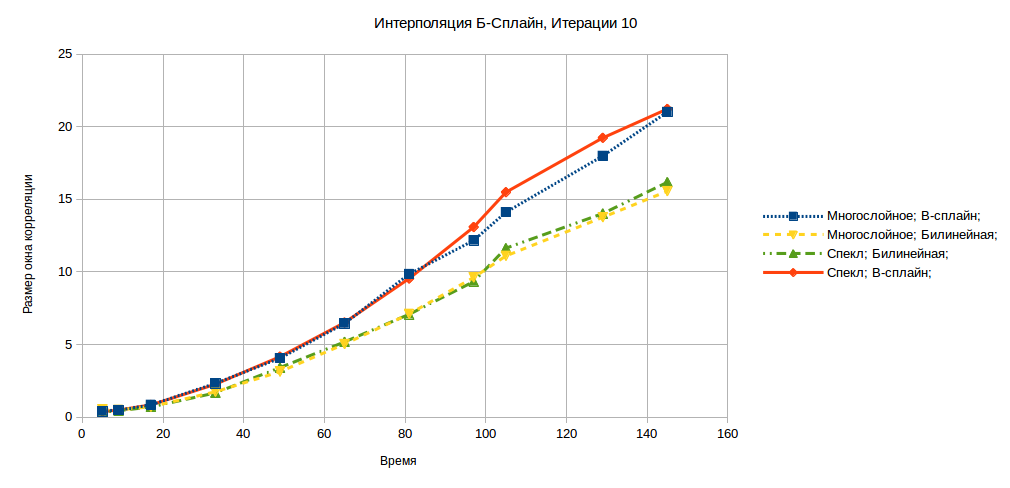 Интерполяция Б-Сплайн, Итерации 10
25
20
15
10
5
0
0 20 40 60 80 100 120 140 160
Размер окна корреляции
Время
Многослойное; В-сплайн;
Многослойное; Билинейная;
Спекл; Билинейная;
Спекл; В-сплайн;